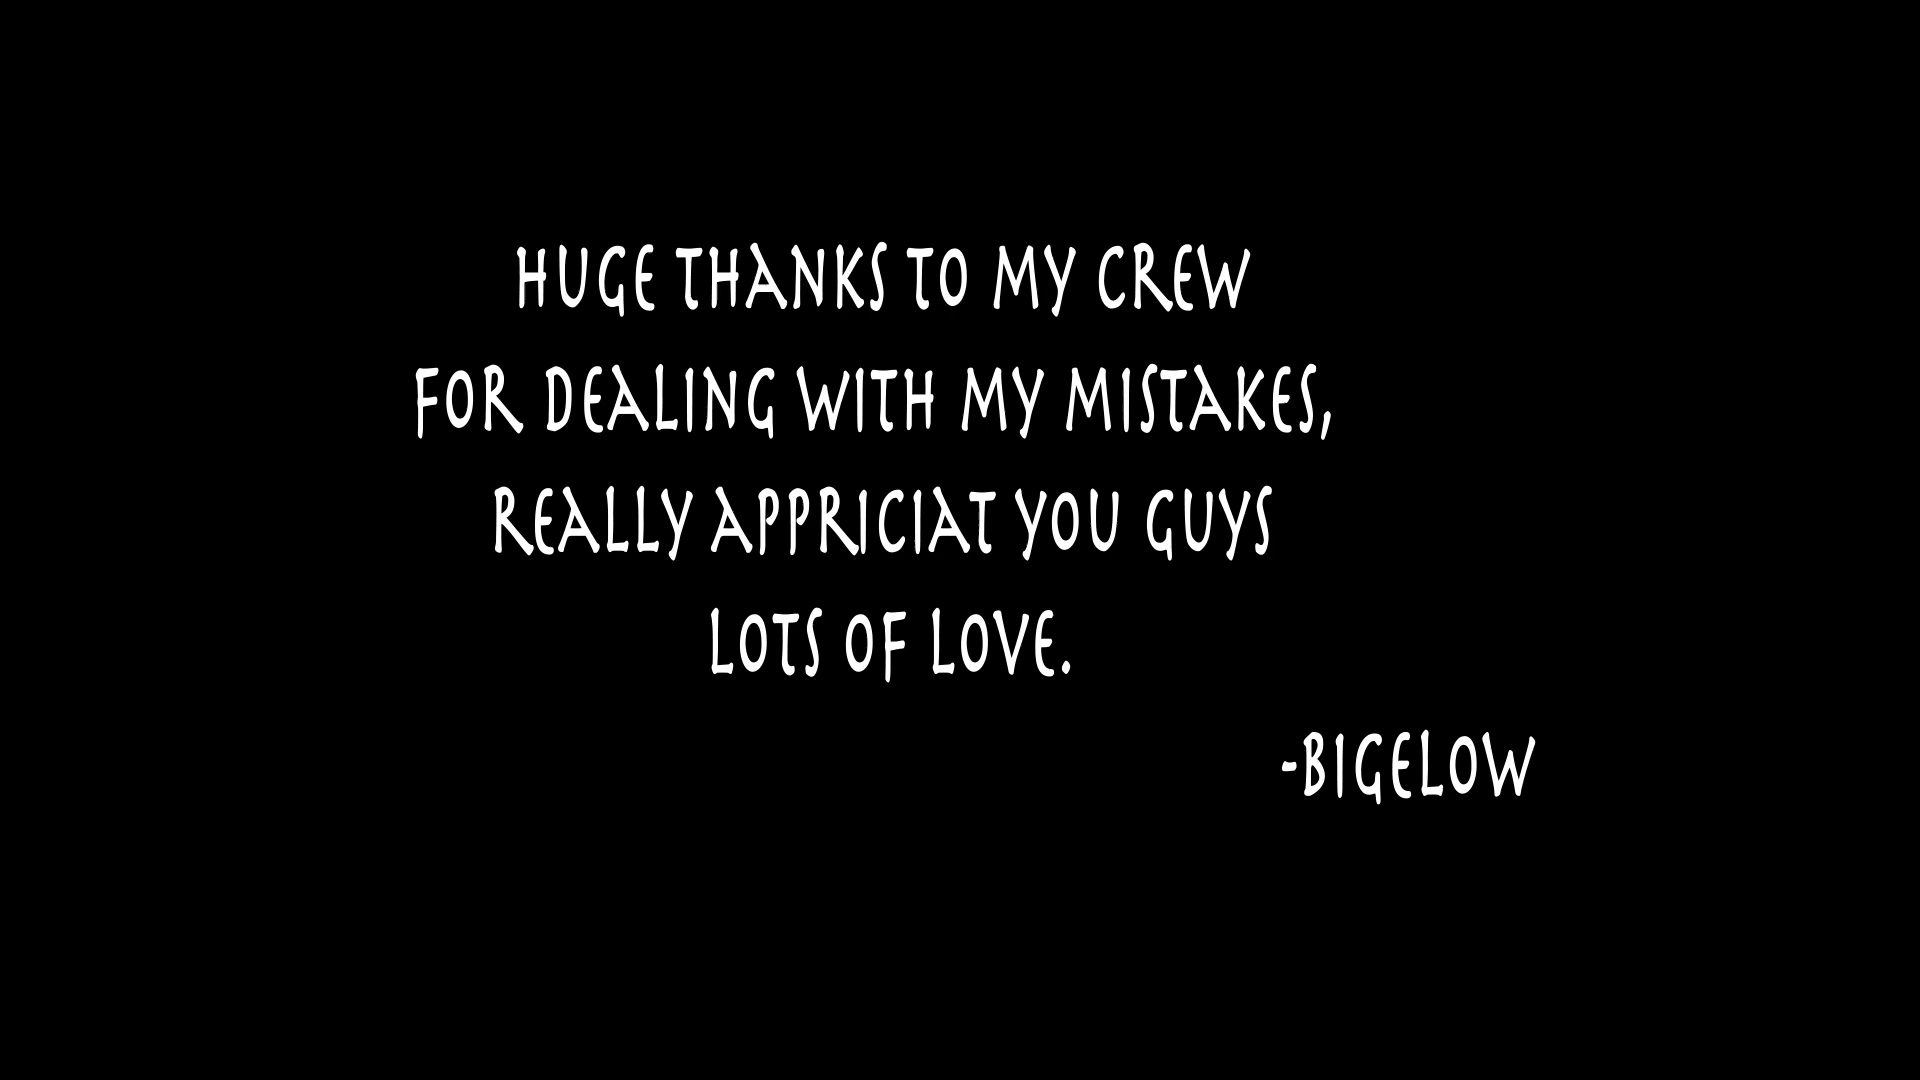 HUGE THANKS TO MY CREW
FOR DEALING WITH MY MISTAKES,
REALLY APPRICIAT YOU GUYS
LOTS OF LOVE.
-BIGELOW